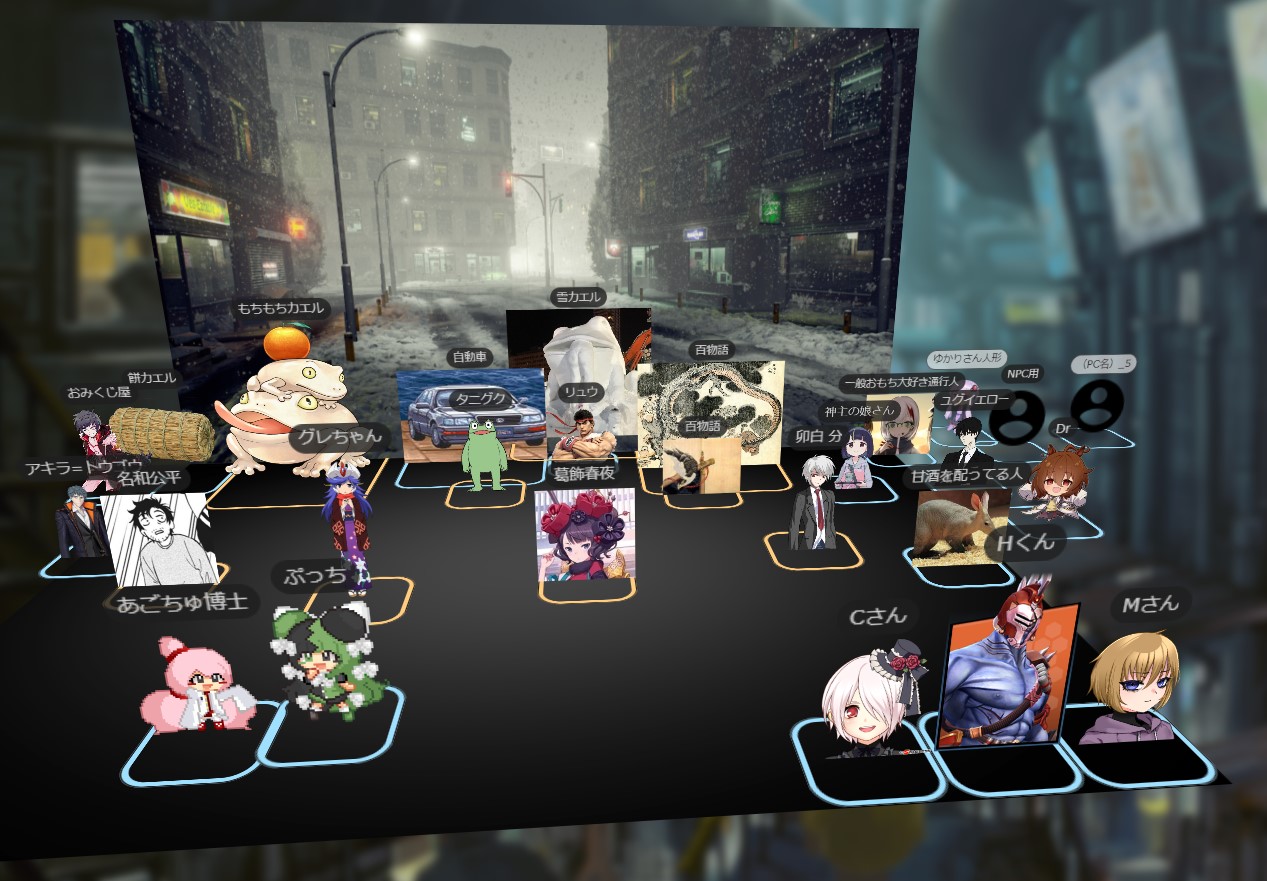 もちもちカエル
雪カエル
自動車
百物語
ゆかりさん人形
(PC名)_5
NPC用
餅カエル
おみくじ屋
タニグク
リュウ
一般おもち大好き通行人
ユグイエロー
神主の娘さん
百物語
グレちゃん
卯白 分
Dr
アキラ=トウゴウ
名和公平
葛飾春夜
甘酒を配ってる人
Hくん
ぷっち
あごちゅ博士
Cさん
Mさん